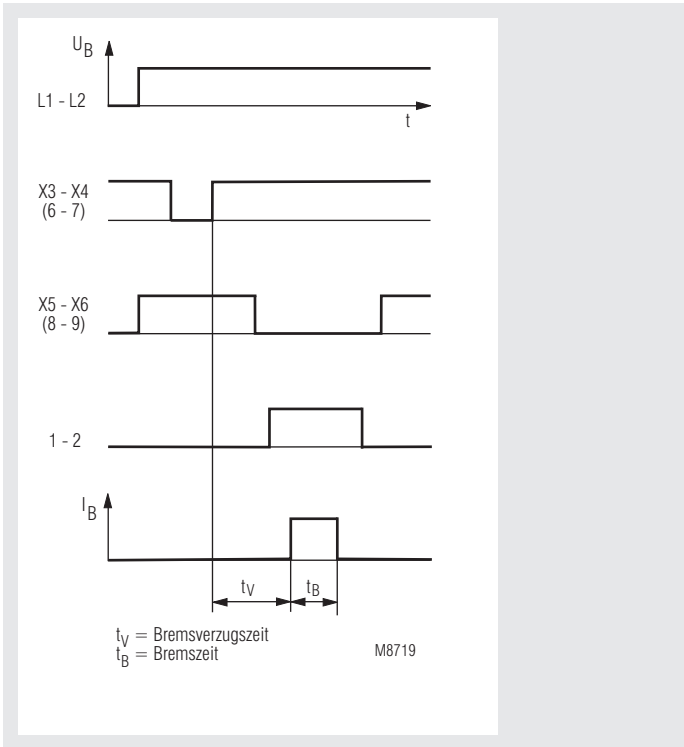 U_B
L1 - L2
t
X3 - X4
(6 - 7)
X5 - X6
(8 - 9)
1 - 2
I_B
t_V
t_B
t_V = Bremsverzugszeit
t_B = Bremszeit
M8719